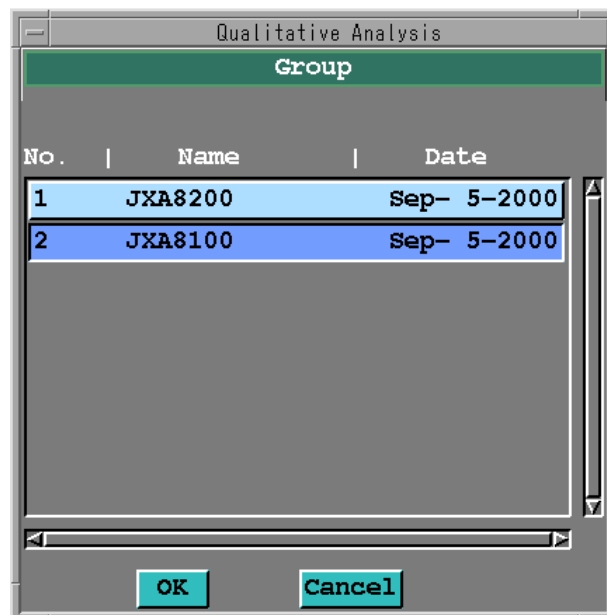 Qualitative Analysis
Group
No. | Name | Date
1 JXA8200 Sep- 5-2000
2 JXA8100 Sep- 5-2000
OK Cancel